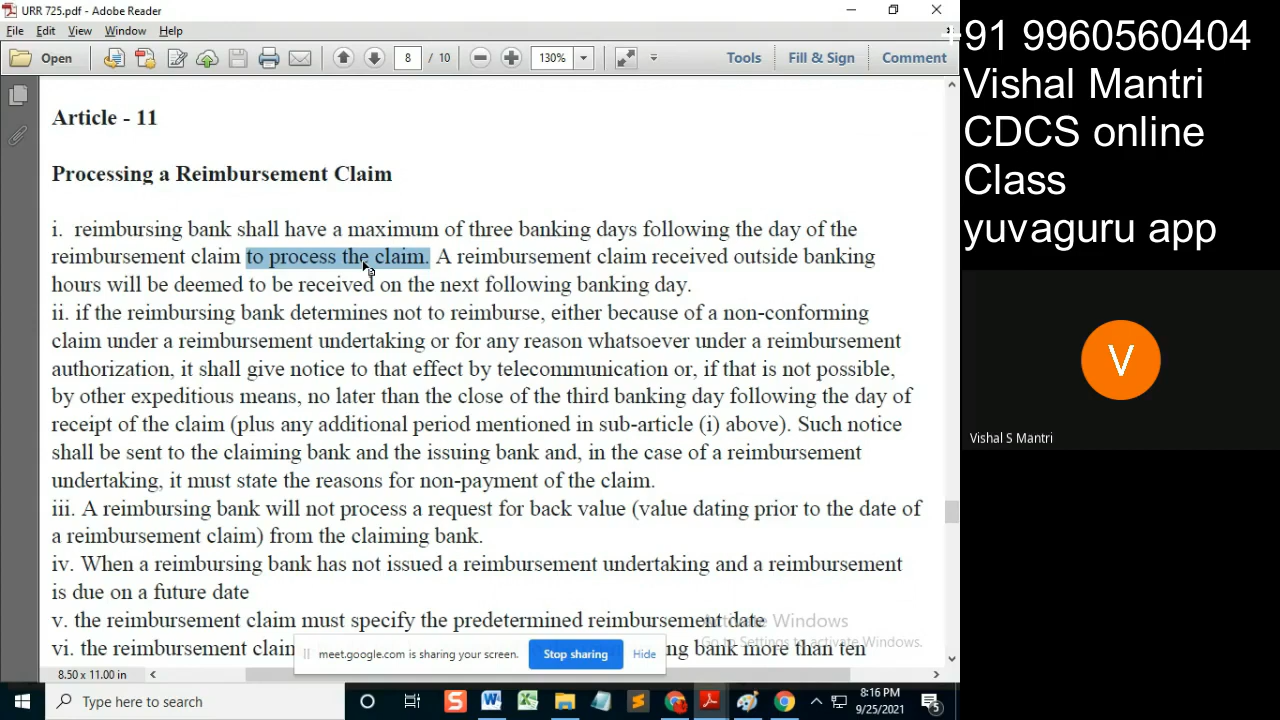 URR 725.pdf - Adobe Reader
File Edit View Window Help
Open 8 / 10 130% Tools Fill & Sign Comment
Article - 11
Processing a Reimbursement Claim
i. reimbursing bank shall have a maximum of three banking days following the day of the
reimbursement claim to process the claim. A reimbursement claim received outside banking
hours will be deemed to be received on the next following banking day.
ii. if the reimbursing bank determines not to reimburse, either because of a non-conforming
claim under a reimbursement undertaking or for any reason whatsoever under a reimbursement
authorization, it shall give notice to that effect by telecommunication or, if that is not possible,
by other expeditious means, no later than the close of the third banking day following the day of
receipt of the claim (plus any additional period mentioned in sub-article (i) above). Such notice
shall be sent to the claiming bank and the issuing bank and, in the case of a reimbursement
undertaking, it must state the reasons for non-payment of the claim.
iii. A reimbursing bank will not process a request for back value (value dating prior to the date of
a reimbursement claim) from the claiming bank.
iv. When a reimbursing bank has not issued a reimbursement undertaking and a reimbursement
is due on a future date
v. the reimbursement claim must specify the predetermined reimbursement date
vi. the reimbursement claim ng bank more than ten
Activate Windows
Go to Settings to activate Windows.
meet.google.com is sharing your screen. Stop sharing Hide
8.50 x 11.00 in
Type here to search
8:16 PM
9/25/2021
5
+91 9960560404
Vishal Mantri
CDCS online
Class
yuvaguru app
V
Vishal S Mantri